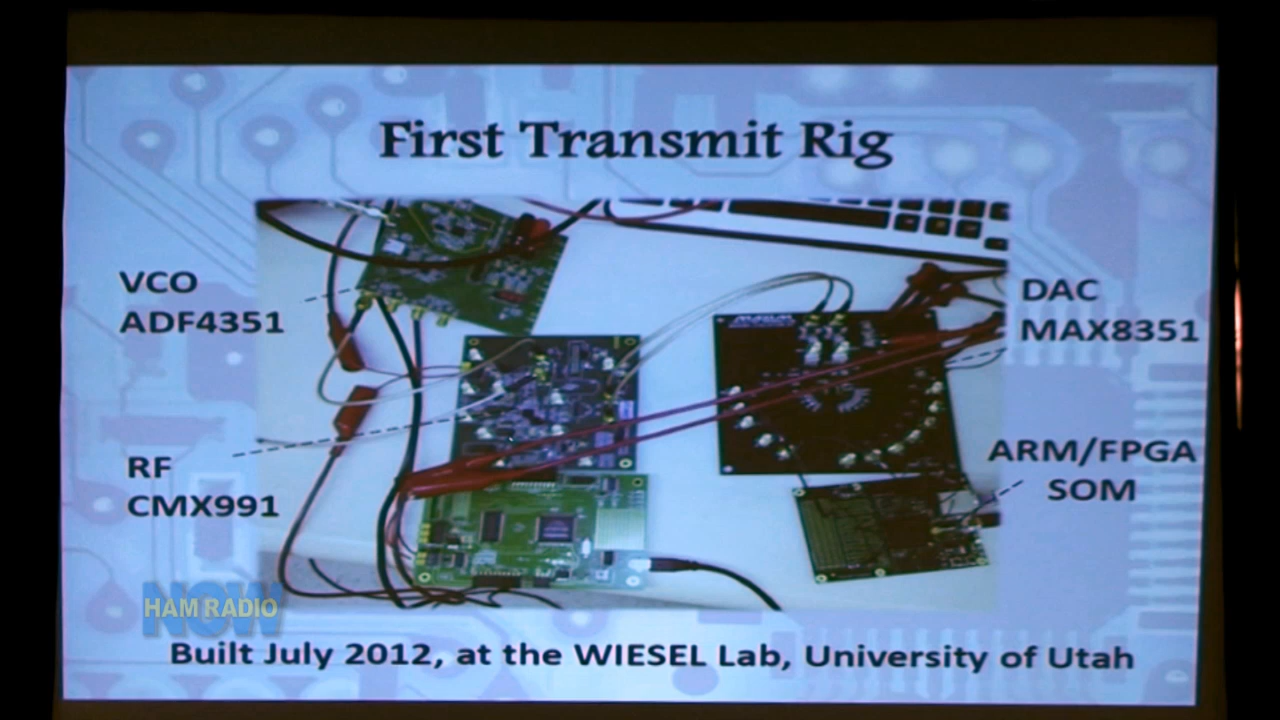 First Transmit Rig
VCO
ADF4351
DAC
MAX8351
MAXIM
RF
CMX991
ARM/FPGA
SOM
NOW
HAM RADIO
Built July 2012, at the WIESEL Lab, University of Utah